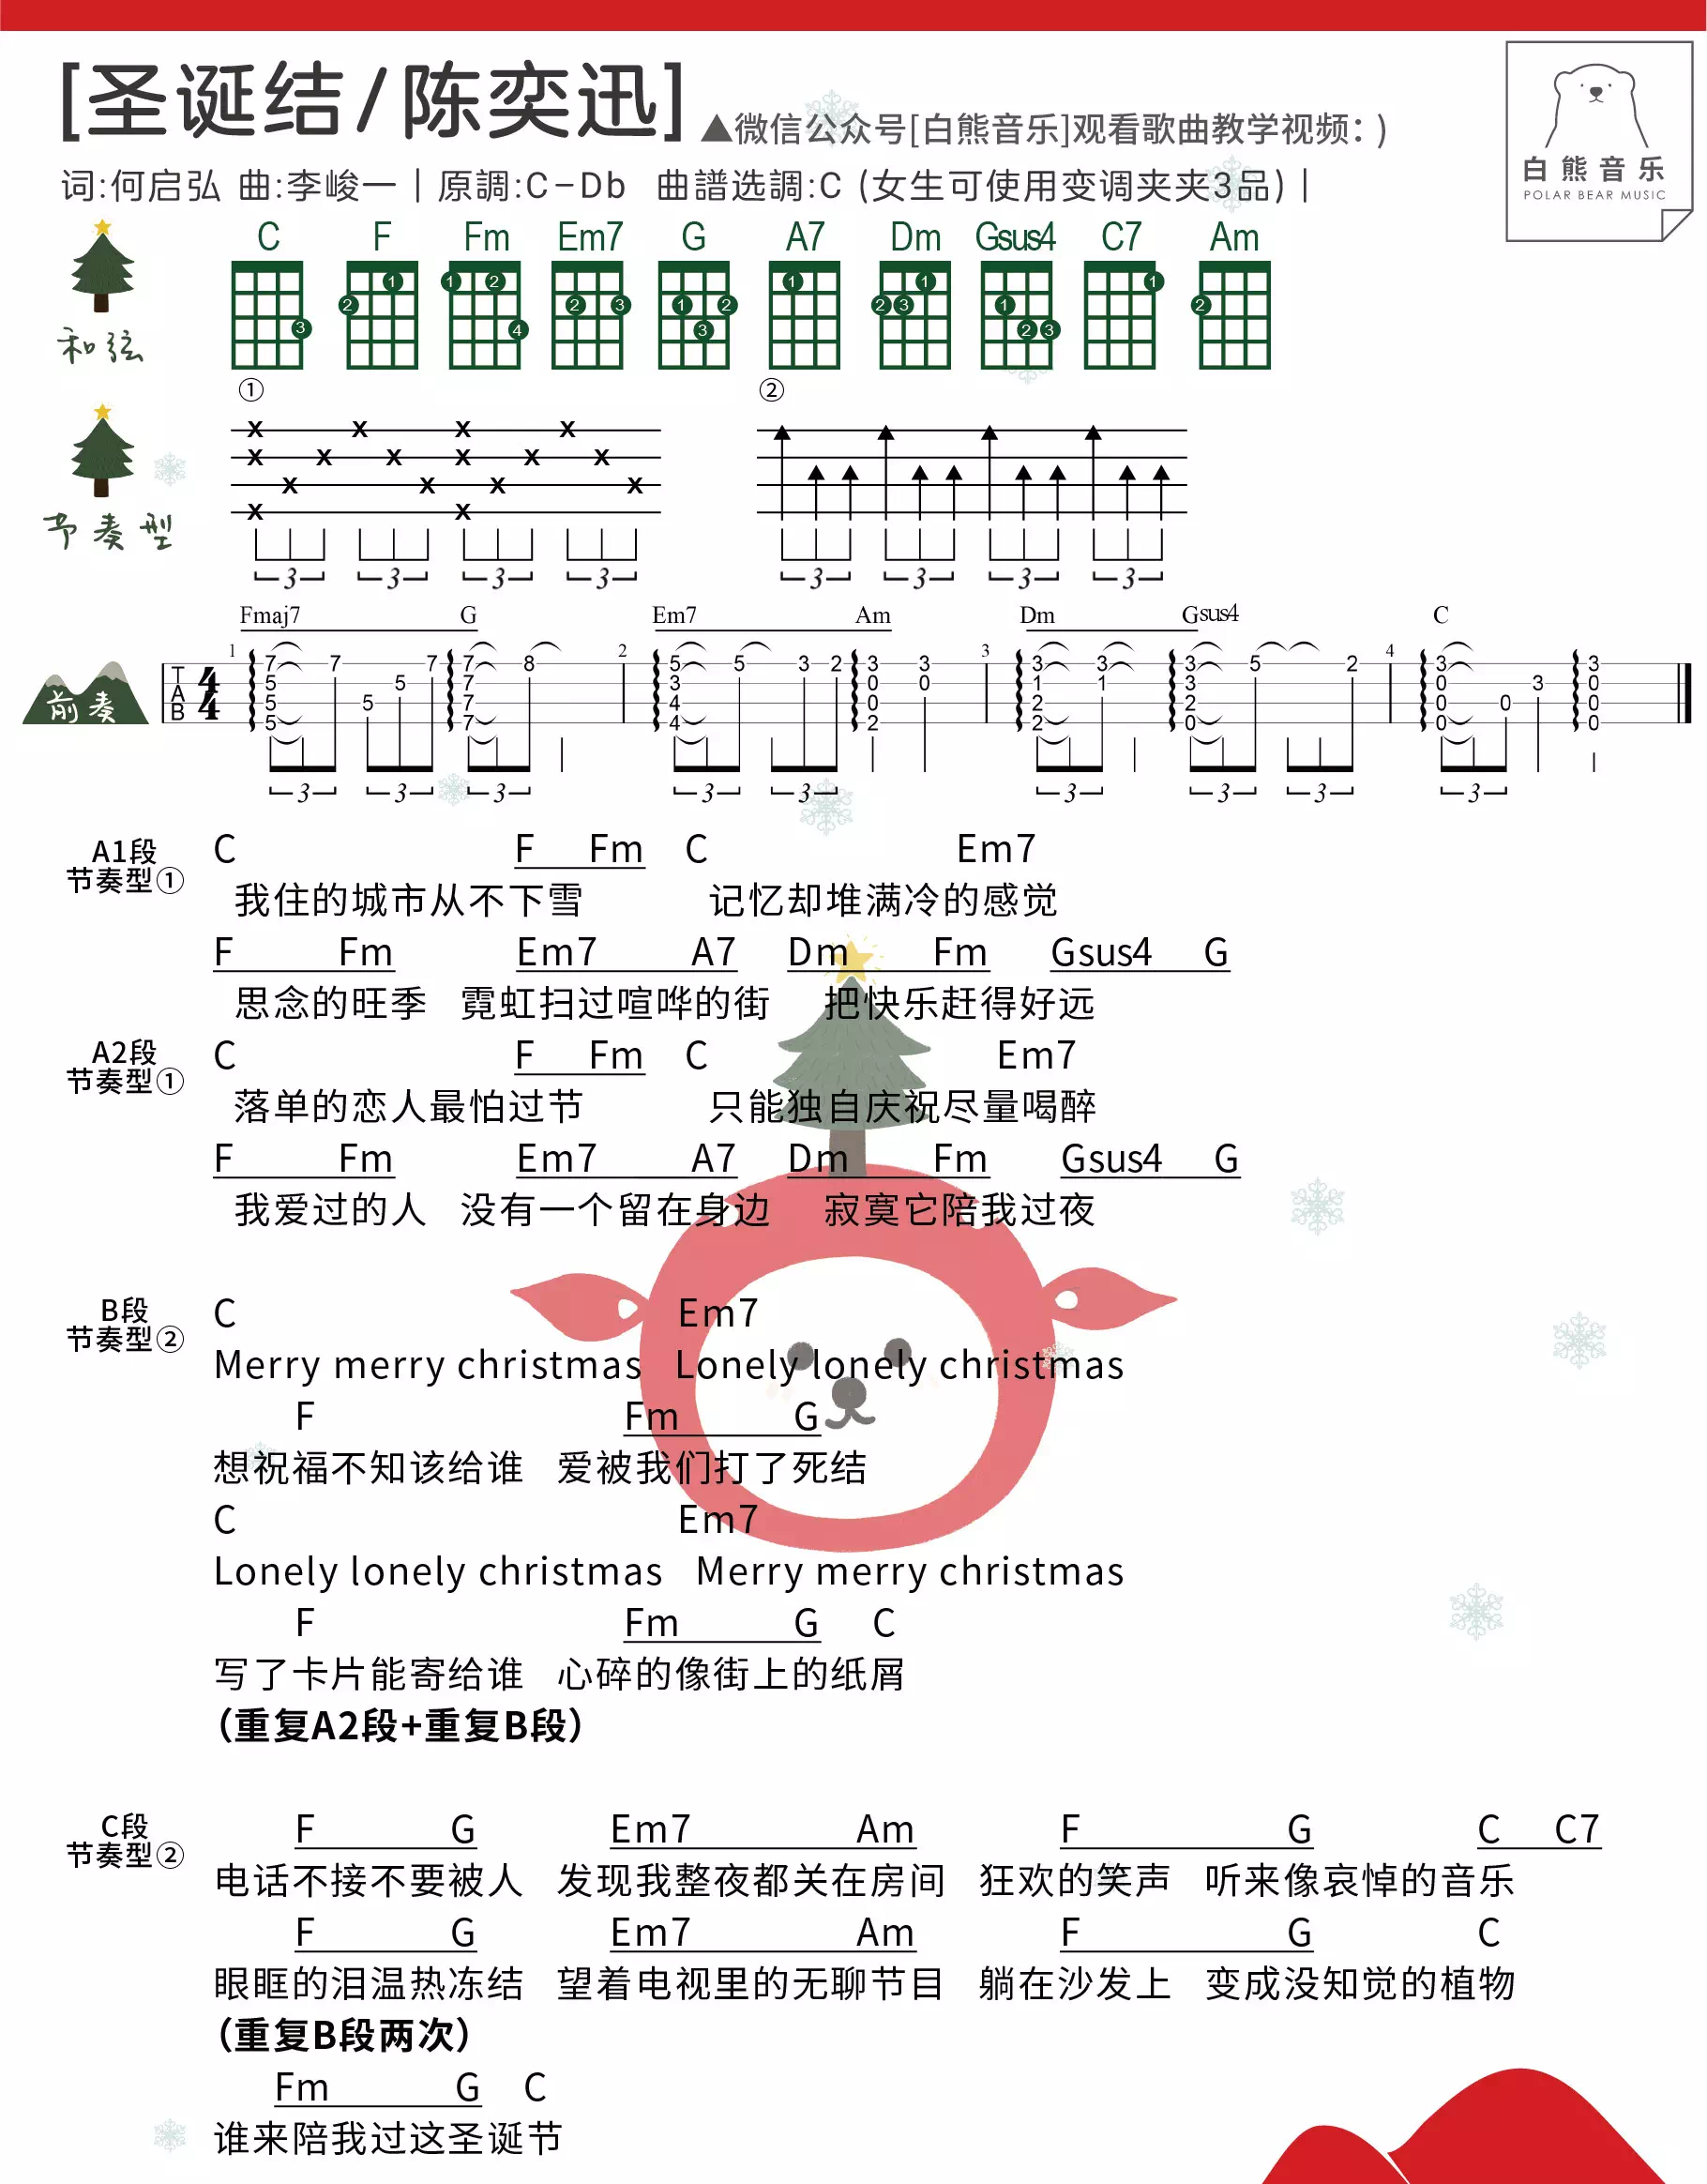 [圣诞结/陈奕迅]
▲微信公众号[白熊音乐]观看歌曲教学视频：)
白熊音乐
POLAR BEAR MUSIC
词:何启弘 曲:李峻一 | 原調:C-Db 曲譜选調:C (女生可使用变调夹夹3品) |
C F Fm Em7 G A7 Dm Gsus4 C7 Am
和弦
① ②
节奏型
3 3 3 3 3 3 3 3
Fmaj7 G Em7 Am Dm Gsus4 C
前奏
A1段
节奏型①
C F Fm C Em7
我住的城市从不下雪 记忆却堆满冷的感觉
F Fm Em7 A7 Dm Fm Gsus4 G
思念的旺季 霓虹扫过喧哗的街 把快乐赶得好远
A2段
节奏型①
C F Fm C Em7
落单的恋人最怕过节 只能独自庆祝尽量喝醉
F Fm Em7 A7 Dm Fm Gsus4 G
我爱过的人 没有一个留在身边 寂寞它陪我过夜
B段
节奏型②
C Em7
Merry merry christmas Lonely lonely christmas
F Fm G
想祝福不知该给谁 爱被我们打了死结
C Em7
Lonely lonely christmas Merry merry christmas
F Fm G C
写了卡片能寄给谁 心碎的像街上的纸屑
（重复A2段+重复B段）
C段
节奏型②
F G Em7 Am F G C C7
电话不接不要被人 发现我整夜都关在房间 狂欢的笑声 听来像哀悼的音乐
F G Em7 Am F G C
眼眶的泪温热冻结 望着电视里的无聊节目 躺在沙发上 变成没知觉的植物
（重复B段两次）
Fm G C
谁来陪我过这圣诞节